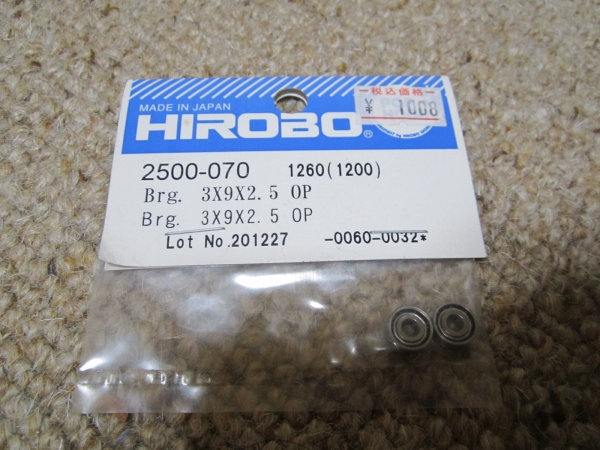 MADE IN JAPAN
HIROBO®
税込価格
¥ 1008
2500-070 1260(1200)
Brg. 3X9X2.5 OP
Brg. 3X9X2.5 OP
Lot No.201227 -0060-0032*